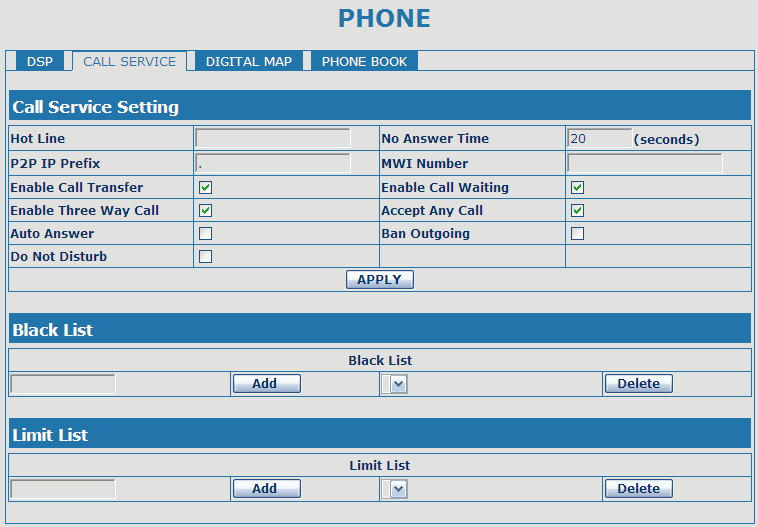 PHONE
DSP CALL SERVICE DIGITAL MAP PHONE BOOK
Call Service Setting
Hot Line No Answer Time 20 (seconds)
P2P IP Prefix . MWI Number
Enable Call Transfer Enable Call Waiting
Enable Three Way Call Accept Any Call
Auto Answer Ban Outgoing
Do Not Disturb
APPLY
Black List
Black List
Add Delete
Limit List
Limit List
Add Delete